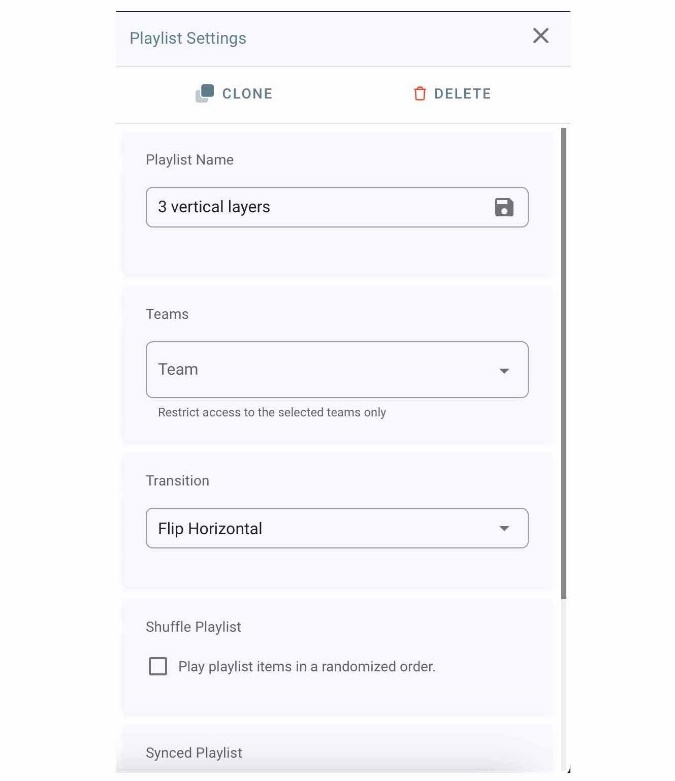 Playlist Settings
CLONE
DELETE
Playlist Name
3 vertical layers
Teams
Team
Restrict access to the selected teams only
Transition
Flip Horizontal
Shuffle Playlist
Play playlist items in a randomized order.
Synced Playlist